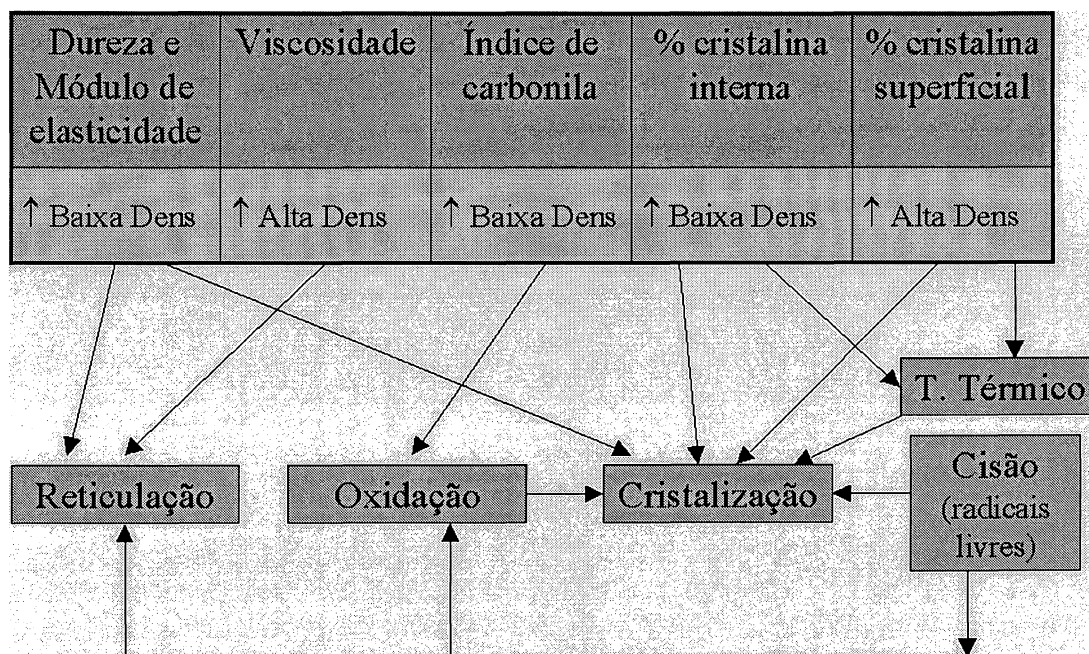 Dureza e
Módulo de
elasticidade
Viscosidade
Índice de
carbonila
% cristalina
interna
% cristalina
superficial
↑ Baixa Dens
↑ Alta Dens
↑ Baixa Dens
↑ Baixa Dens
↑ Alta Dens
T. Térmico
Reticulação
Oxidação
Cristalização
Cisão
(radicais
livres)